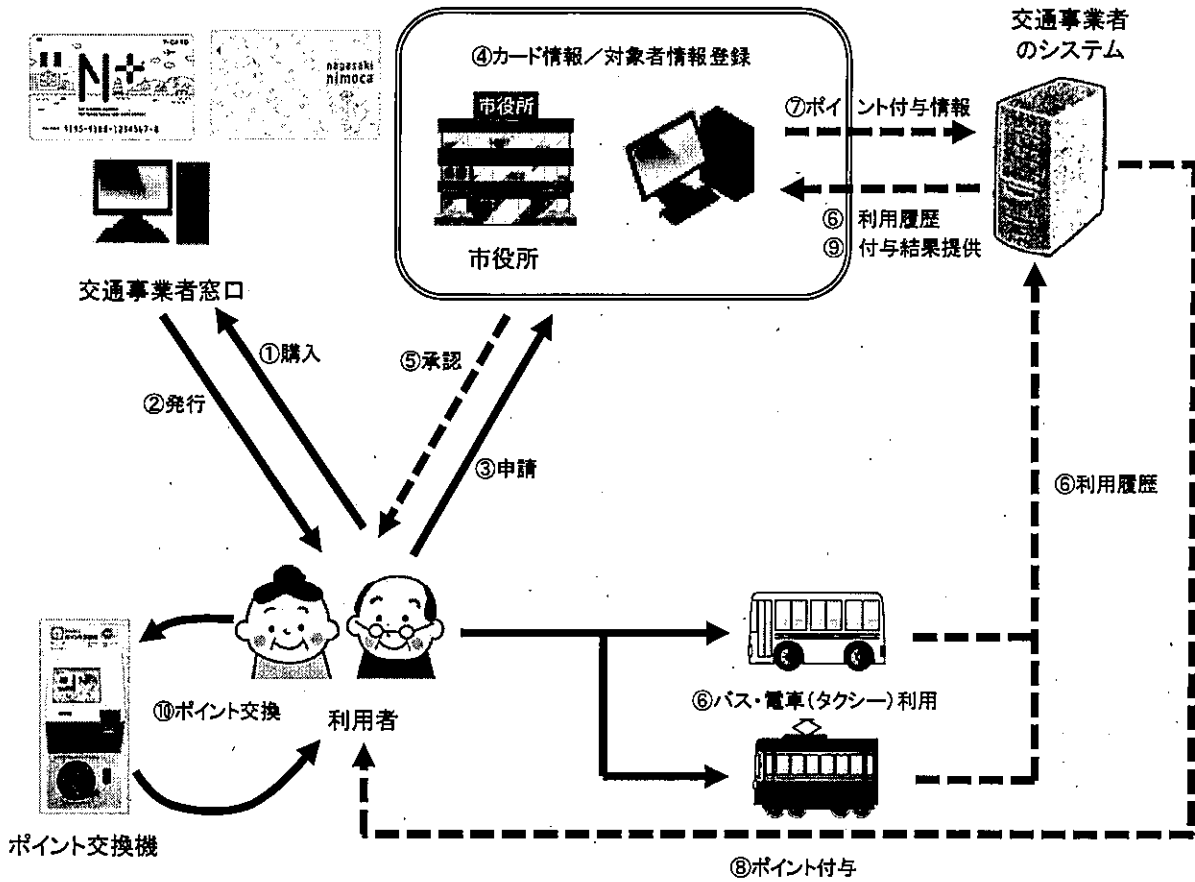 交通事業者
のシステム
④カード情報／対象者情報登録
N+
nagasaki
nimoca
市役所
⑦ポイント付与情報
⑥ 利用履歴
⑨ 付与結果提供
市役所
交通事業者窓口
①購入
⑤承認
②発行
③申請
⑥利用履歴
⑥バス・電車(タクシー)利用
⑩ポイント交換
利用者
ポイント交換機
⑧ポイント付与